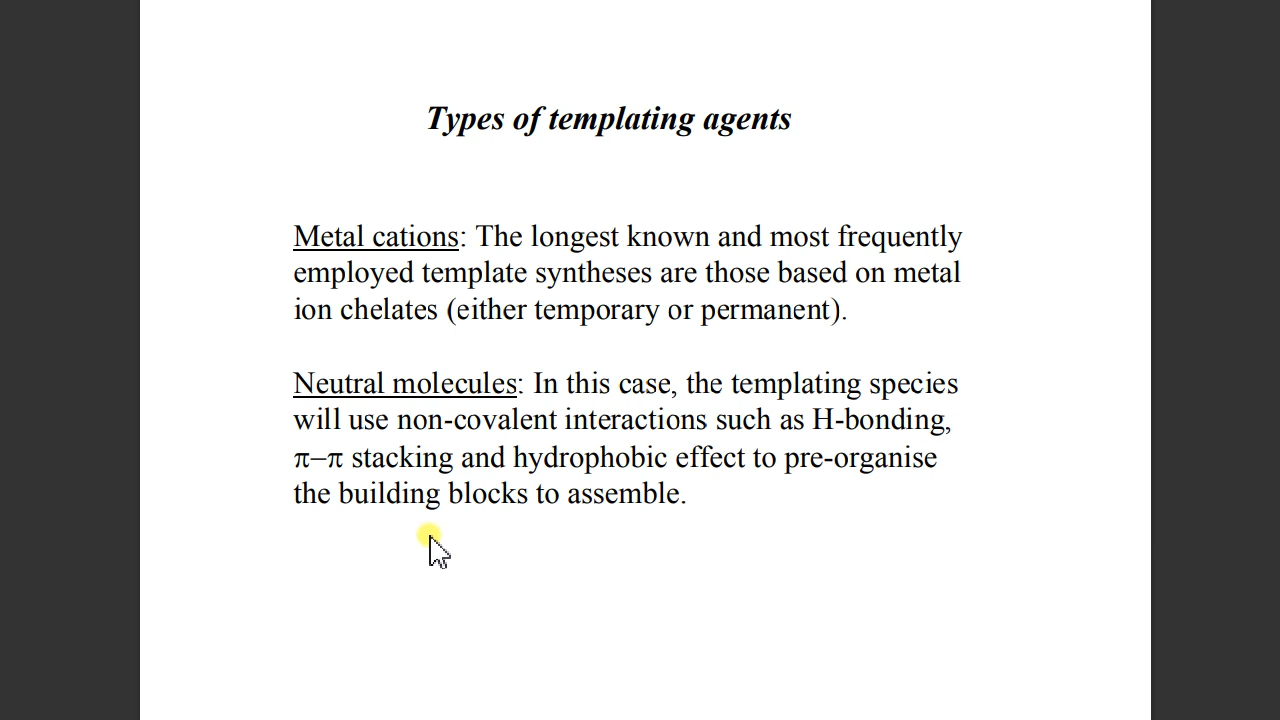 Types of templating agents
Metal cations: The longest known and most frequently
employed template syntheses are those based on metal
ion chelates (either temporary or permanent).
Neutral molecules: In this case, the templating species
will use non-covalent interactions such as H-bonding,
π–π stacking and hydrophobic effect to pre-organise
the building blocks to assemble.